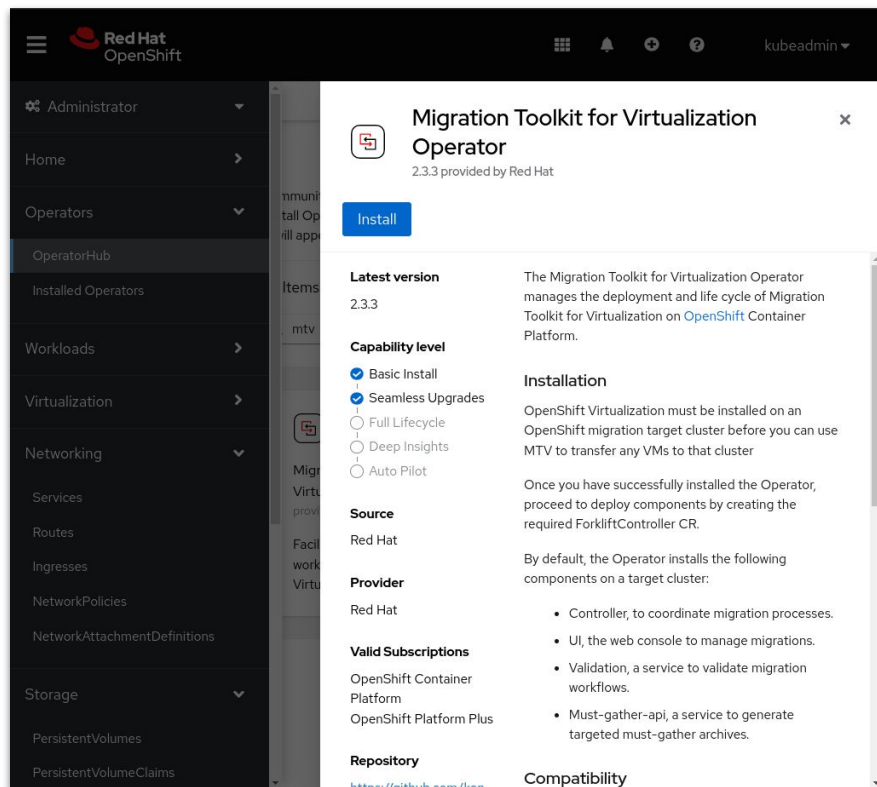 Red Hat
OpenShift
kubeadmin
Administrator
Home
Operators
OperatorHub
Installed Operators
Workloads
Virtualization
Networking
Services
Routes
Ingresses
NetworkPolicies
NetworkAttachmentDefinitions
Storage
PersistentVolumes
PersistentVolumeClaims
Items
mtv
Migration Toolkit for Virtualization
Operator
2.3.3 provided by Red Hat
Install
Latest version
2.3.3
Capability level
Basic Install
Seamless Upgrades
Full Lifecycle
Deep Insights
Auto Pilot
Source
Red Hat
Provider
Red Hat
Valid Subscriptions
OpenShift Container
Platform
OpenShift Platform Plus
Repository
The Migration Toolkit for Virtualization Operator
manages the deployment and life cycle of Migration
Toolkit for Virtualization on OpenShift Container
Platform.
Installation
OpenShift Virtualization must be installed on an
OpenShift migration target cluster before you can use
MTV to transfer any VMs to that cluster
Once you have successfully installed the Operator,
proceed to deploy components by creating the
required ForkliftController CR.
By default, the Operator installs the following
components on a target cluster:
• Controller, to coordinate migration processes.
• UI, the web console to manage migrations.
• Validation, a service to validate migration
workflows.
• Must-gather-api, a service to generate
targeted must-gather archives.
Compatibility